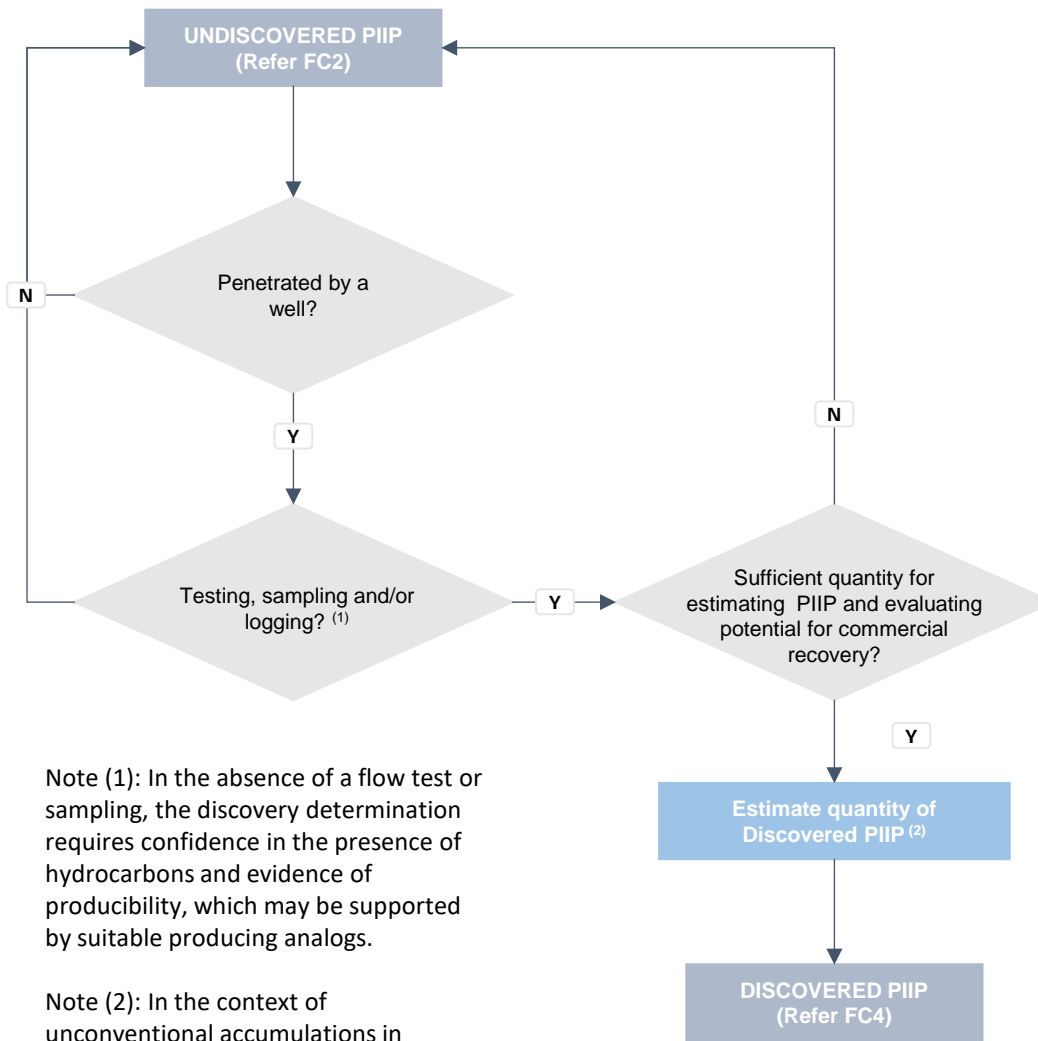 UNDISCOVERED PIIP
(Refer FC2)
Penetrated by a
well?
N
Y
N
Testing, sampling and/or
logging? (1)
Y
Sufficient quantity for
estimating PIIP and evaluating
potential for commercial
recovery?
Y
Estimate quantity of
Discovered PIIP (2)
DISCOVERED PIIP
(Refer FC4)
Note (1): In the absence of a flow test or
sampling, the discovery determination
requires confidence in the presence of
hydrocarbons and evidence of
producibility, which may be supported
by suitable producing analogs.
Note (2): In the context of
unconventional accumulations in